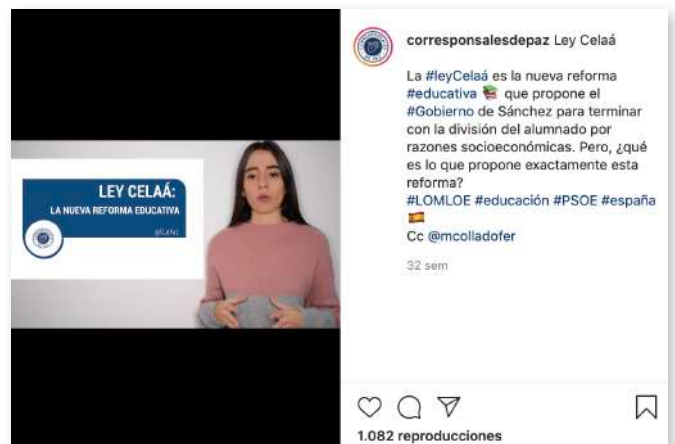 LEY CELAÁ:
LA NUEVA REFORMA EDUCATIVA
corresponsalesdepaz Ley Celaá
La #leyCelaá es la nueva reforma
#educativa 📚 que propone el
#Gobierno de Sánchez para terminar
con la división del alumnado por
razones socioeconómicas. Pero, ¿qué
es lo que propone exactamente esta
reforma?
#LOMLOE #educación #PSOE #españa
🇪🇸
Cc @mcolladofer
32 sem
1.082 reproducciones